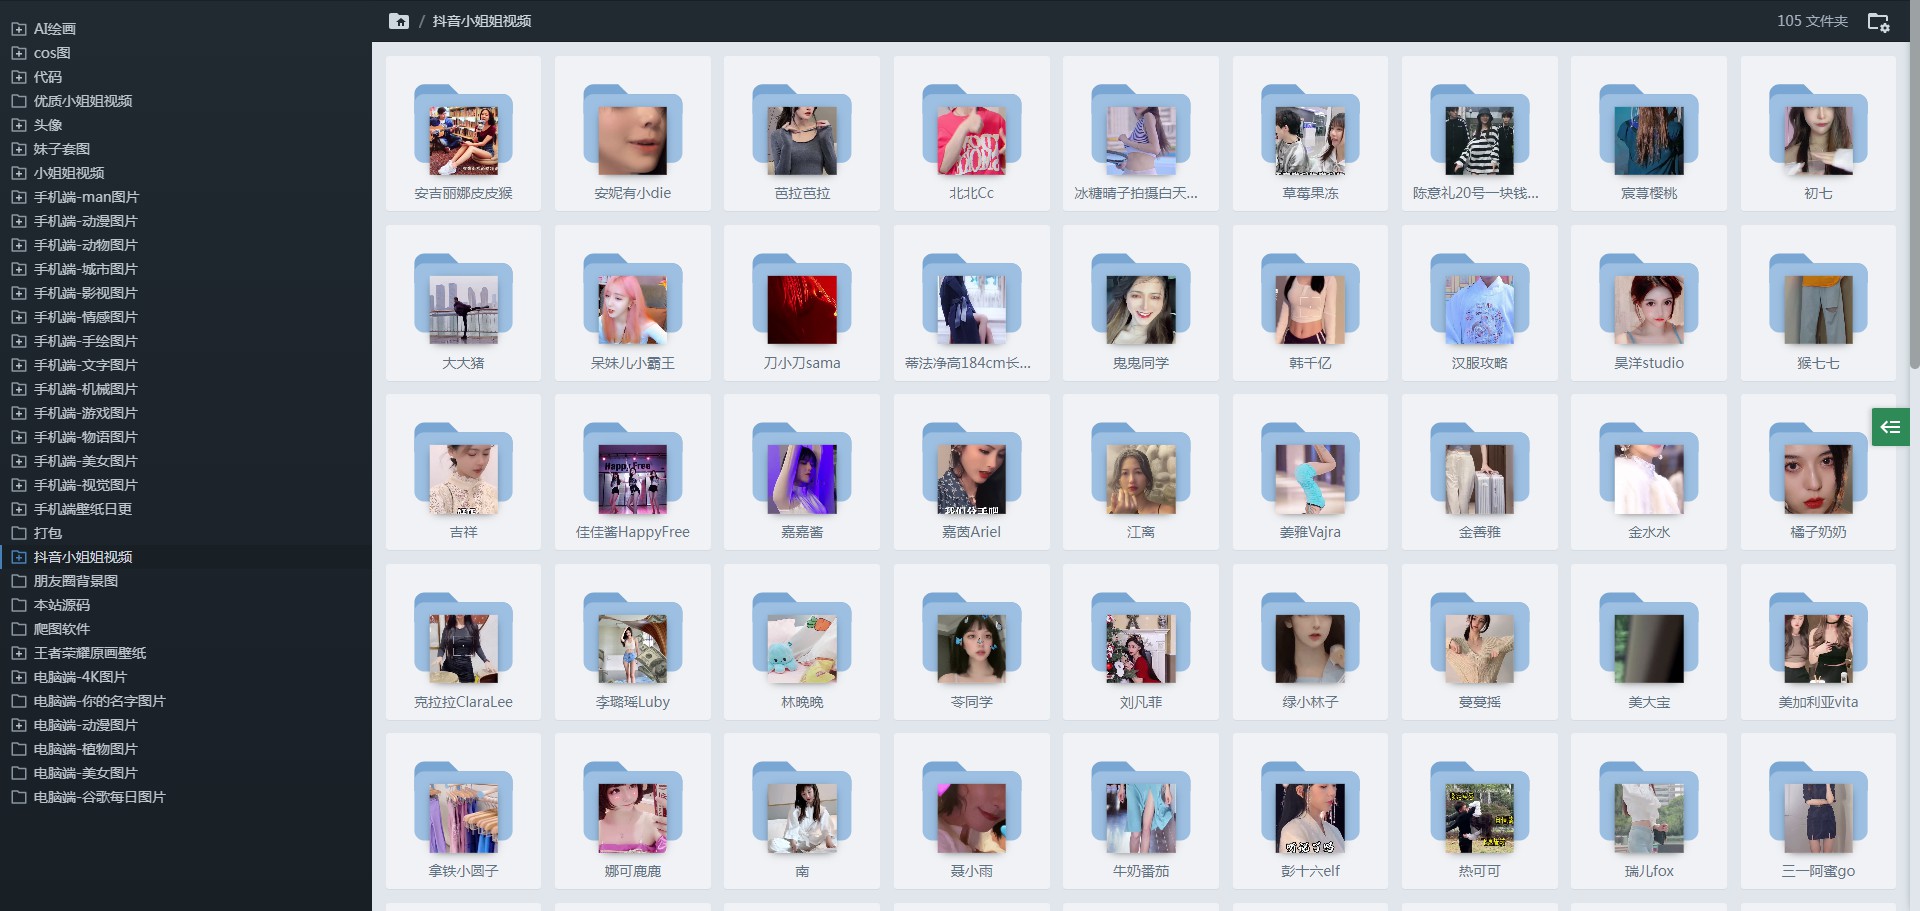 AI绘画
cos图
代码
优质小姐姐视频
头像
妹子套图
小姐姐视频
手机端-man图片
手机端-动漫图片
手机端-动物图片
手机端-城市图片
手机端-影视图片
手机端-情感图片
手机端-手绘图片
手机端-文字图片
手机端-机械图片
手机端-游戏图片
手机端-物语图片
手机端-美女图片
手机端-视觉图片
手机端壁纸日更
打包
抖音小姐姐视频
朋友圈背景图
本站源码
爬图软件
王者荣耀原画壁纸
电脑端-4K图片
电脑端-你的名字图片
电脑端-动漫图片
电脑端-植物图片
电脑端-美女图片
电脑端-谷歌每日图片
/ 抖音小姐姐视频
105 文件夹
安吉丽娜皮皮猴
安妮有小die
芭拉芭拉
北北Cc
冰糖晴子拍摄白天...
草莓果冻
陈意礼20号一块钱...
宸荨樱桃
初七
大大猪
呆妹儿小霸王
刀小刀sama
蒂法净高184cm长...
鬼鬼同学
韩千亿
汉服攻略
昊洋studio
猴七七
吉祥
Happy Free
佳佳酱HappyFree
嘉嘉酱
我们分手吧
嘉茵Ariel
江离
姜雅Vajra
金善雅
金水水
橘子奶奶
克拉拉ClaraLee
李璐瑶Luby
林晚晚
苓同学
刘凡菲
绿小林子
蔓蔓摇
美大宝
美加利亚vita
拿铁小圆子
娜可鹿鹿
南
聂小雨
牛奶番茄
听记了吗
彭十六elf
热可可
瑞儿fox
三一阿蜜go